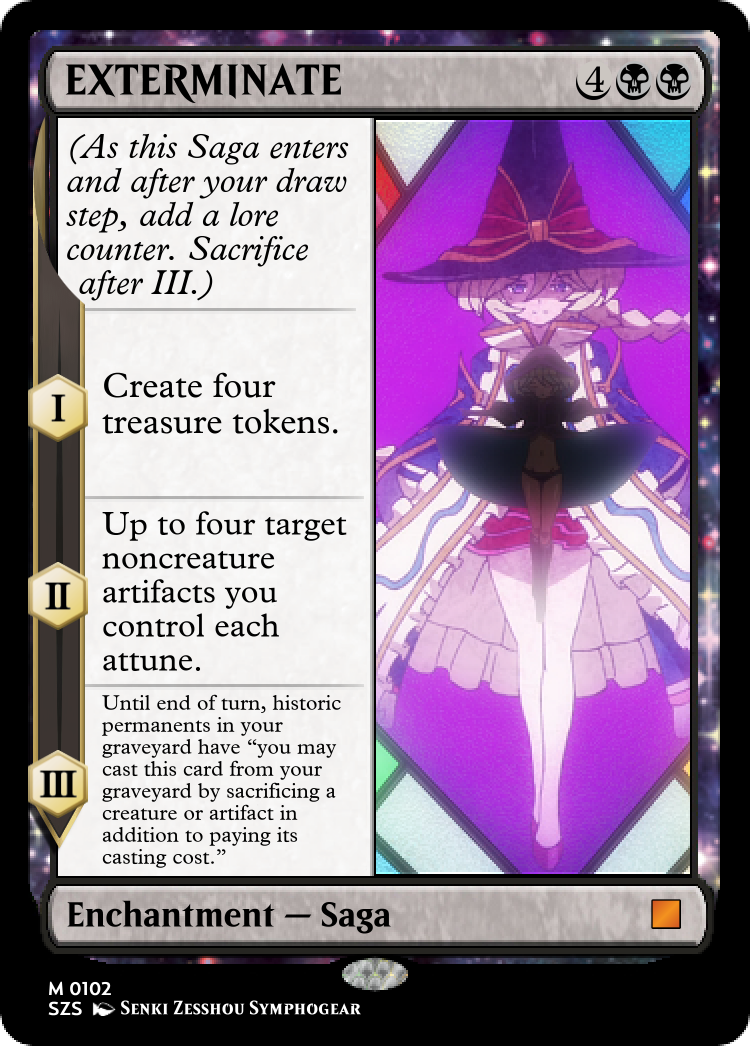 EXTERMINATE 4
(As this Saga enters
and after your draw
step, add a lore
counter. Sacrifice
after III.)
I
Create four
treasure tokens.
II
Up to four target
noncreature
artifacts you
control each
attune.
III
Until end of turn, historic
permanents in your
graveyard have “you may
cast this card from your
graveyard by sacrificing a
creature or artifact in
addition to paying its
casting cost.”
Enchantment — Saga
M 0102
SZS Senki Zesshou Symphogear